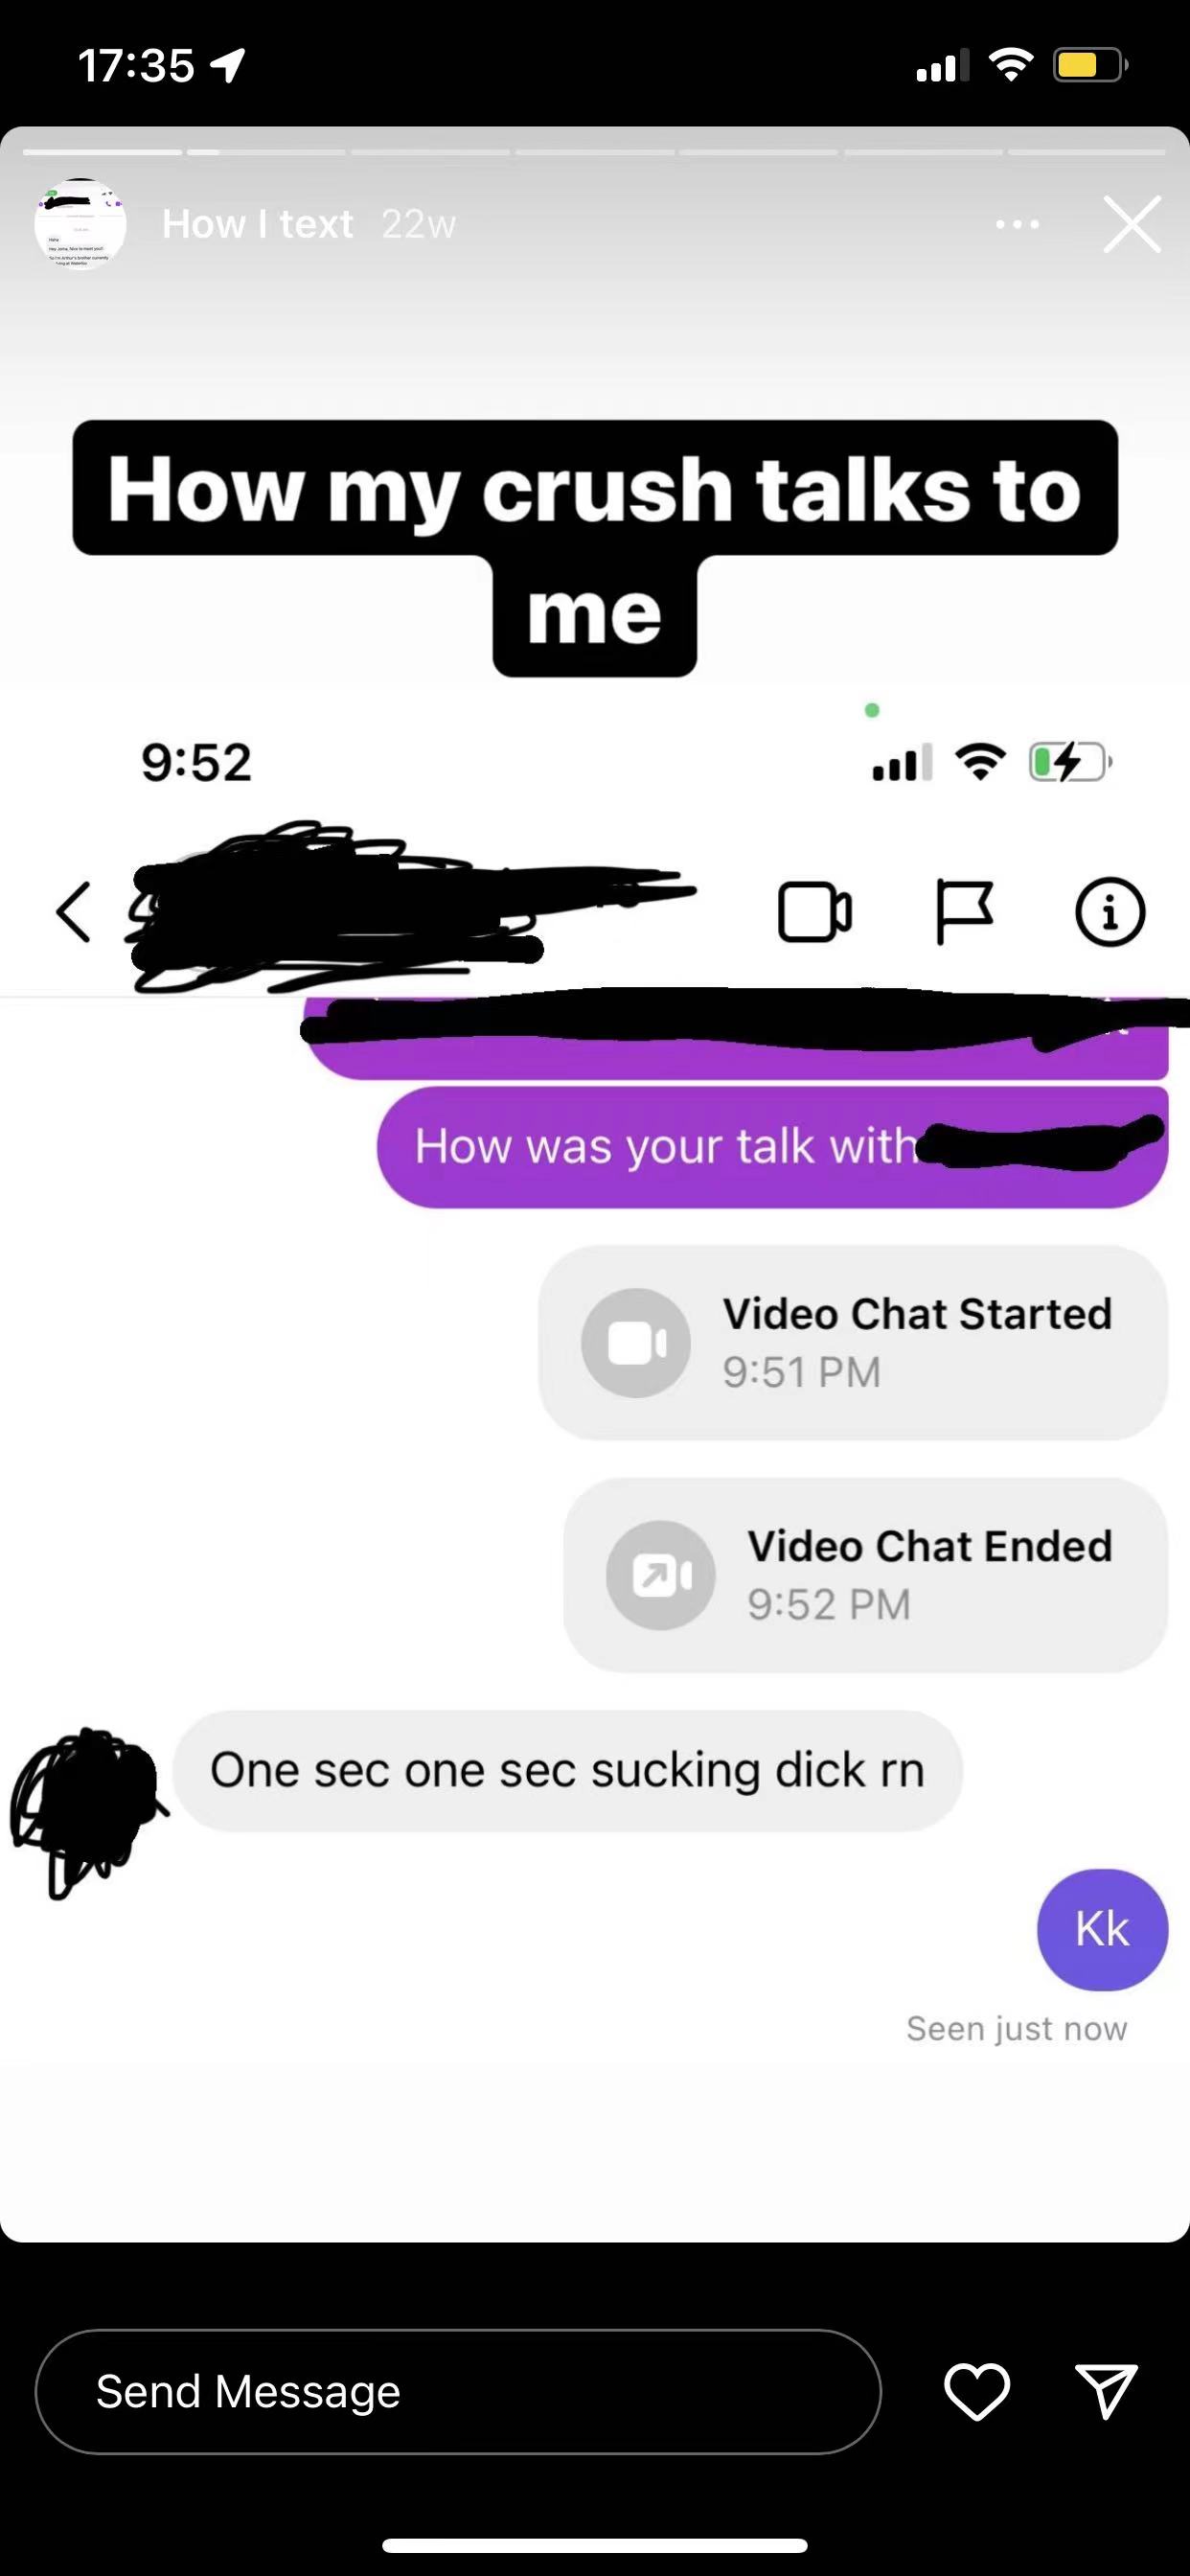 17:35
How I text 22w
How my crush talks to
me
9:52
How was your talk with
Video Chat Started
9:51 PM
Video Chat Ended
9:52 PM
One sec one sec sucking dick rn
Kk
Seen just now
Send Message